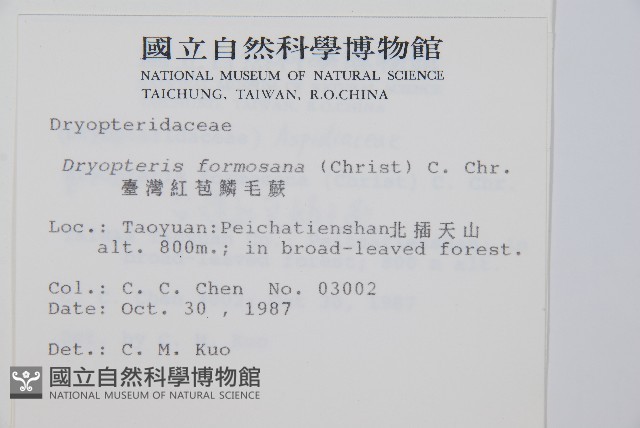 國立自然科學博物館
NATIONAL MUSEUM OF NATURAL SCIENCE
TAICHUNG, TAIWAN, R.O.CHINA
Dryopteridaceae
Dryopteris formosana (Christ) C. Chr.
臺灣紅苞鱗毛蕨
Loc.: Taoyuan:Peichatienshan北插天山
alt. 800m.; in broad-leaved forest.
Col.: C. C. Chen No. 03002
Date: Oct. 30 , 1987
Det.: C. M. Kuo
國立自然科學博物館
NATIONAL MUSEUM OF NATURAL SCIENCE